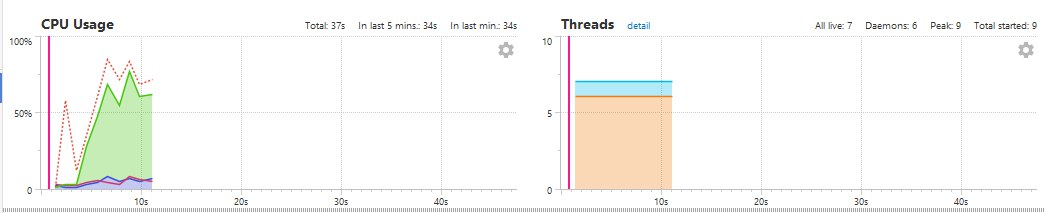 CPU Usage Total: 37s In last 5 mins.: 34s In last min.: 34s
100%
50%
0
10s 20s 30s 40s
Threads detail All live: 7 Daemons: 6 Peak: 9 Total started: 9
10
5
0
10s 20s 30s 40s